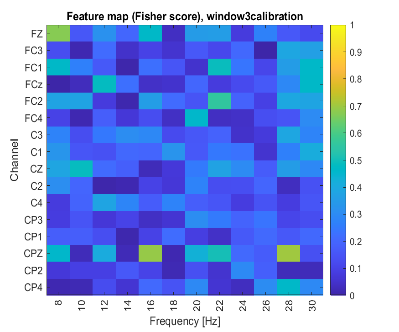 Feature map (Fisher score), window3calibration
Channel
FZ
FC3
FC1
FCz
FC2
FC4
C3
C1
CZ
C2
C4
CP3
CP1
CPZ
CP2
CP4
8 10 12 14 16 18 20 22 24 26 28 30
Frequency [Hz]
1
0.9
0.8
0.7
0.6
0.5
0.4
0.3
0.2
0.1
0